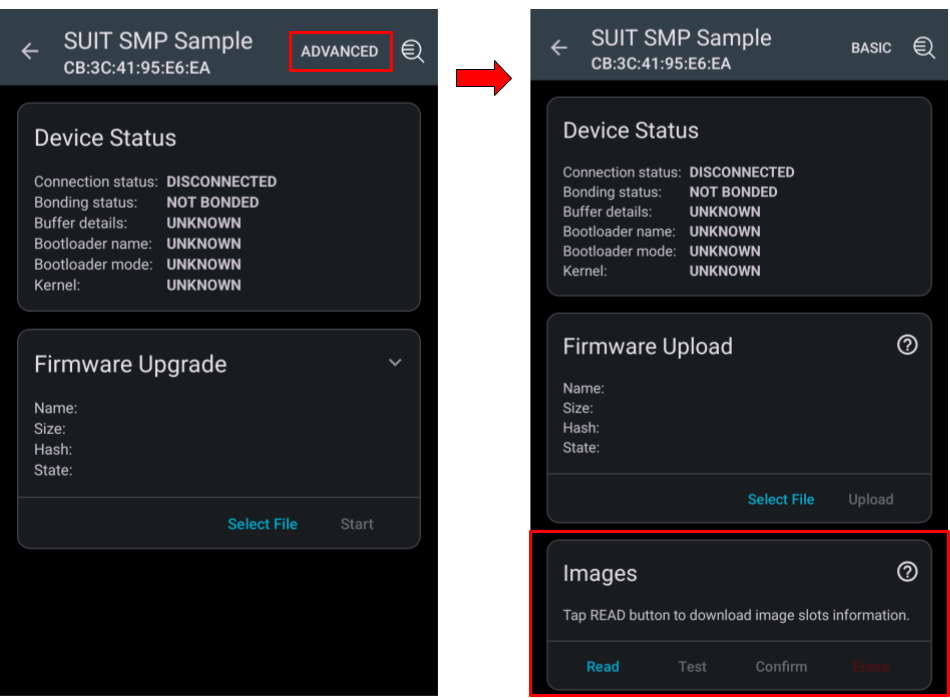 SUIT SMP Sample
CB:3C:41:95:E6:EA
ADVANCED
Device Status
Connection status: DISCONNECTED
Bonding status: NOT BONDED
Buffer details: UNKNOWN
Bootloader name: UNKNOWN
Bootloader mode: UNKNOWN
Kernel: UNKNOWN
Firmware Upgrade
Name:
Size:
Hash:
State:
Select File Start
SUIT SMP Sample
CB:3C:41:95:E6:EA
BASIC
Device Status
Connection status: DISCONNECTED
Bonding status: NOT BONDED
Buffer details: UNKNOWN
Bootloader name: UNKNOWN
Bootloader mode: UNKNOWN
Kernel: UNKNOWN
Firmware Upload
Name:
Size:
Hash:
State:
Select File Upload
Images
Tap READ button to download image slots information.
Read Test Confirm Erase